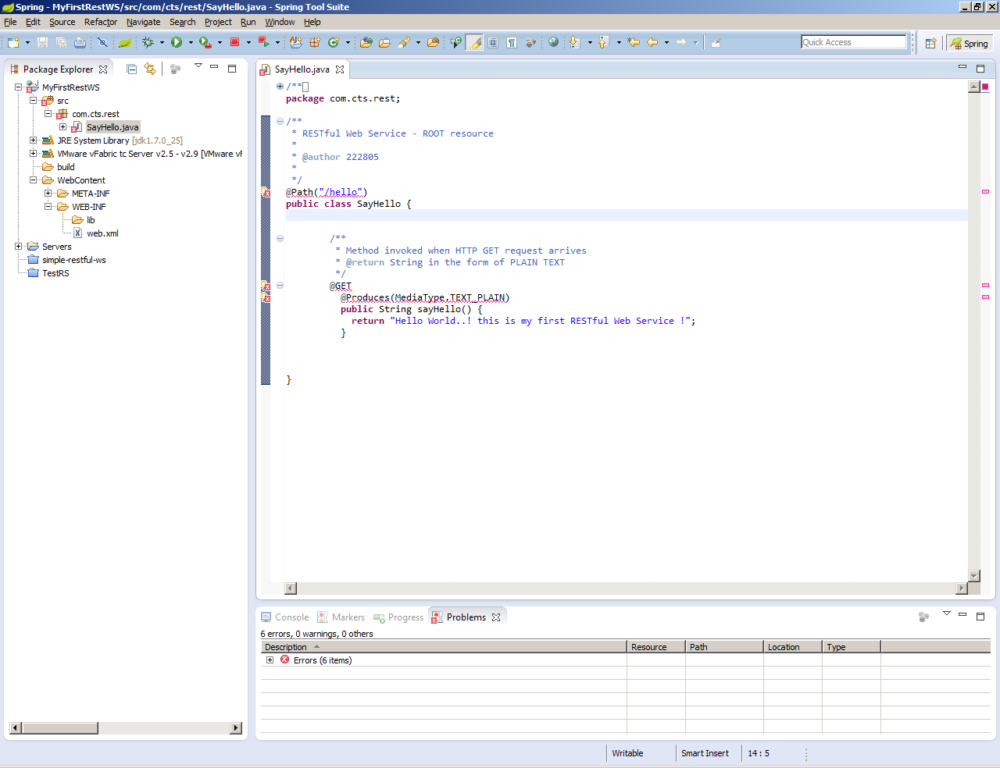 Spring - MyFirstRestWS/src/com/cts/rest/SayHello.java - Spring Tool Suite
File Edit Source Refactor Navigate Search Project Run Window Help
Quick Access
Spring
Package Explorer
MyFirstRestWS
src
com.cts.rest
SayHello.java
JRE System Library [jdk1.7.0_25]
VMware vFabric tc Server v2.5 - v2.9 [VMware vF
build
WebContent
META-INF
WEB-INF
lib
web.xml
Servers
simple-restful-ws
TestRS
SayHello.java
/**
package com.cts.rest;
/**
* RESTful Web Service - ROOT resource
*
* @author 222805
*
*/
@Path("/hello")
public class SayHello {
/**
* Method invoked when HTTP GET request arrives
* @return String in the form of PLAIN TEXT
*/
@GET
@Produces(MediaType.TEXT_PLAIN)
public String sayHello() {
return "Hello World..! this is my first RESTful Web Service !";
}
}
Console Markers Progress Problems
6 errors, 0 warnings, 0 others
Description Resource Path Location Type
Errors (6 items)
Writable Smart Insert 14 : 5